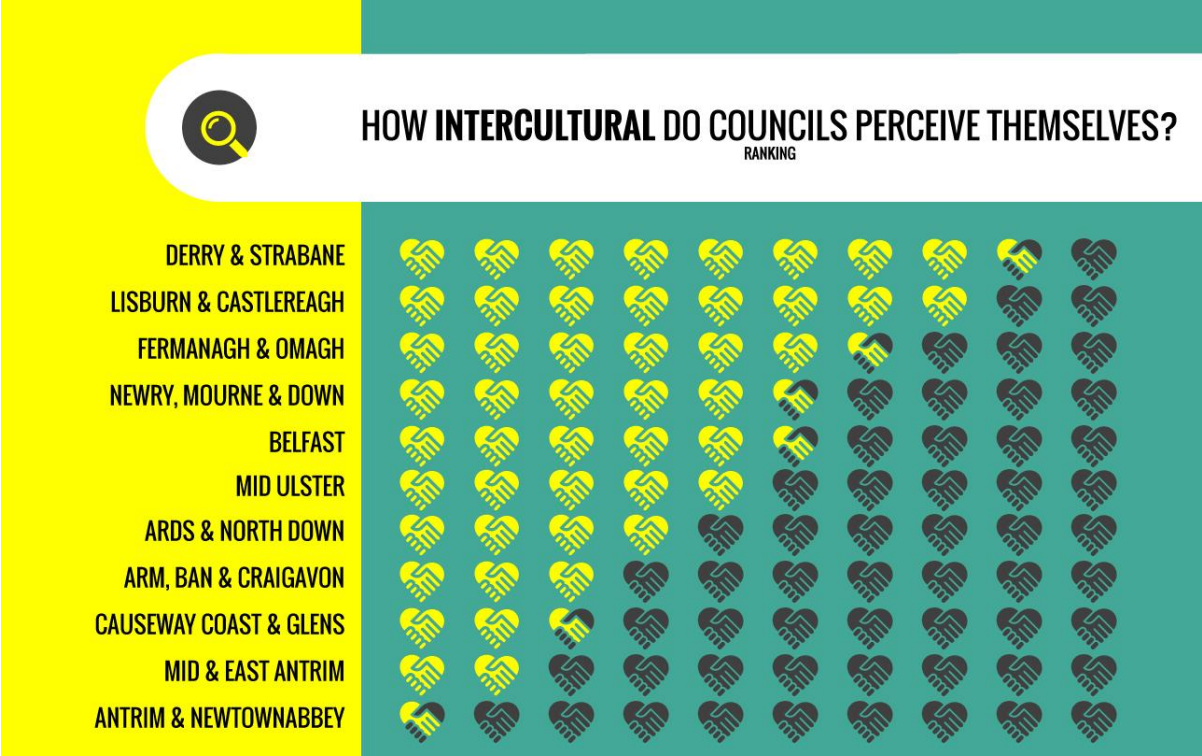 HOW INTERCULTURAL DO COUNCILS PERCEIVE THEMSELVES?
RANKING
DERRY & STRABANE
LISBURN & CASTLEREAGH
FERMANAGH & OMAGH
NEWRY, MOURNE & DOWN
BELFAST
MID ULSTER
ARDS & NORTH DOWN
ARM, BAN & CRAIGAVON
CAUSEWAY COAST & GLENS
MID & EAST ANTRIM
ANTRIM & NEWTOWNABBEY